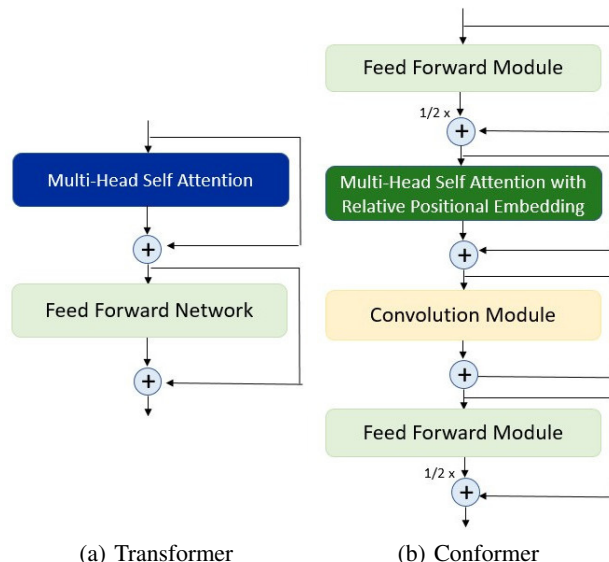 Multi-Head Self Attention
+
Feed Forward Network
+
(a) Transformer
Feed Forward Module
1/2 x
+
Multi-Head Self Attention with
Relative Positional Embedding
+
Convolution Module
+
Feed Forward Module
1/2 x
+
(b) Conformer